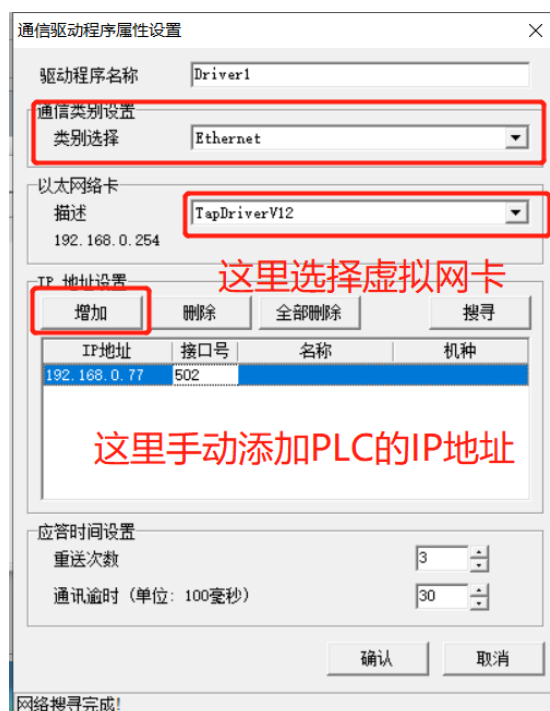 通信驱动程序属性设置
驱动程序名称 Driver1
通信类别设置
类别选择 Ethernet
以太网络卡
描述 TapDriverV12
192.168.0.254
这里选择虚拟网卡
IP 地址设置
增加 删除 全部删除 搜寻
IP地址 接口号 名称 机种
192.168.0.77 502
这里手动添加PLC的IP地址
应答时间设置
重送次数 3
通讯逾时（单位：100毫秒） 30
确认 取消
网络搜寻完成!